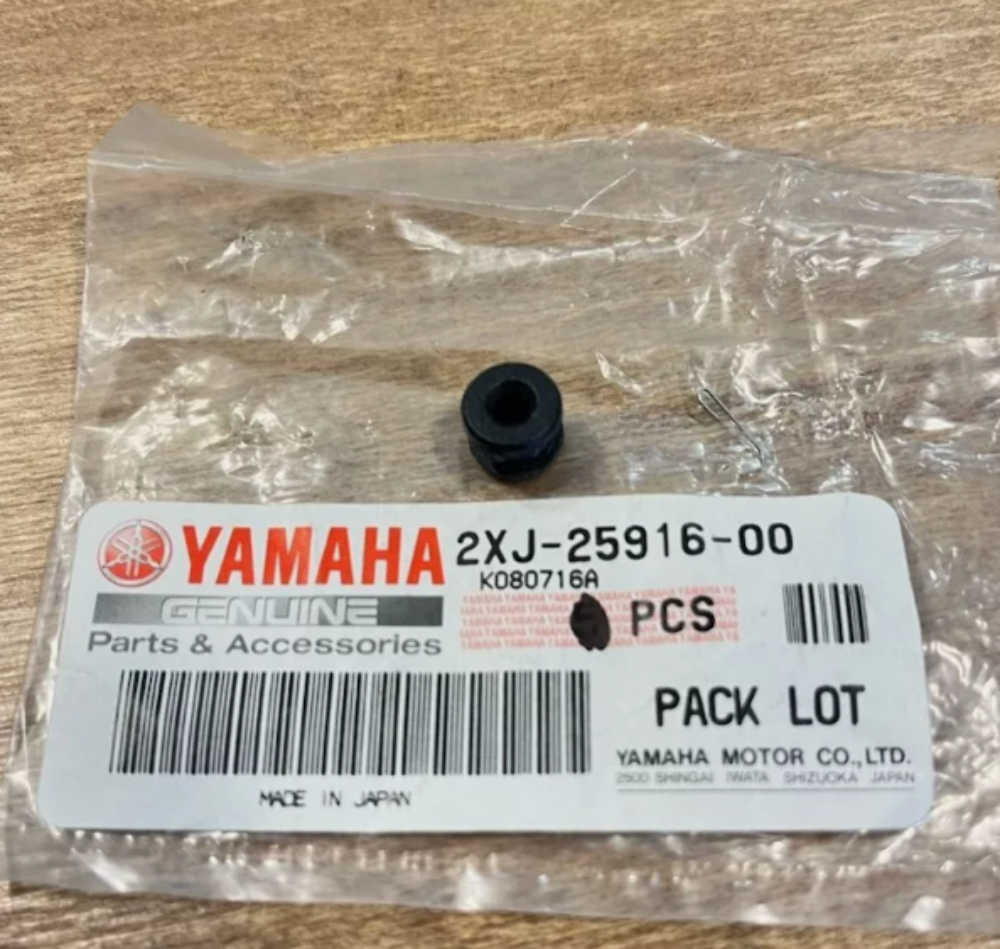 YAMAHA 2XJ-25916-00
K080716A
GENUINE
Parts & Accessories
PCS
PACK LOT
YAMAHA MOTOR CO.,LTD.
2500 SHINGAI IWATA SHIZUOKA JAPAN
MADE IN JAPAN